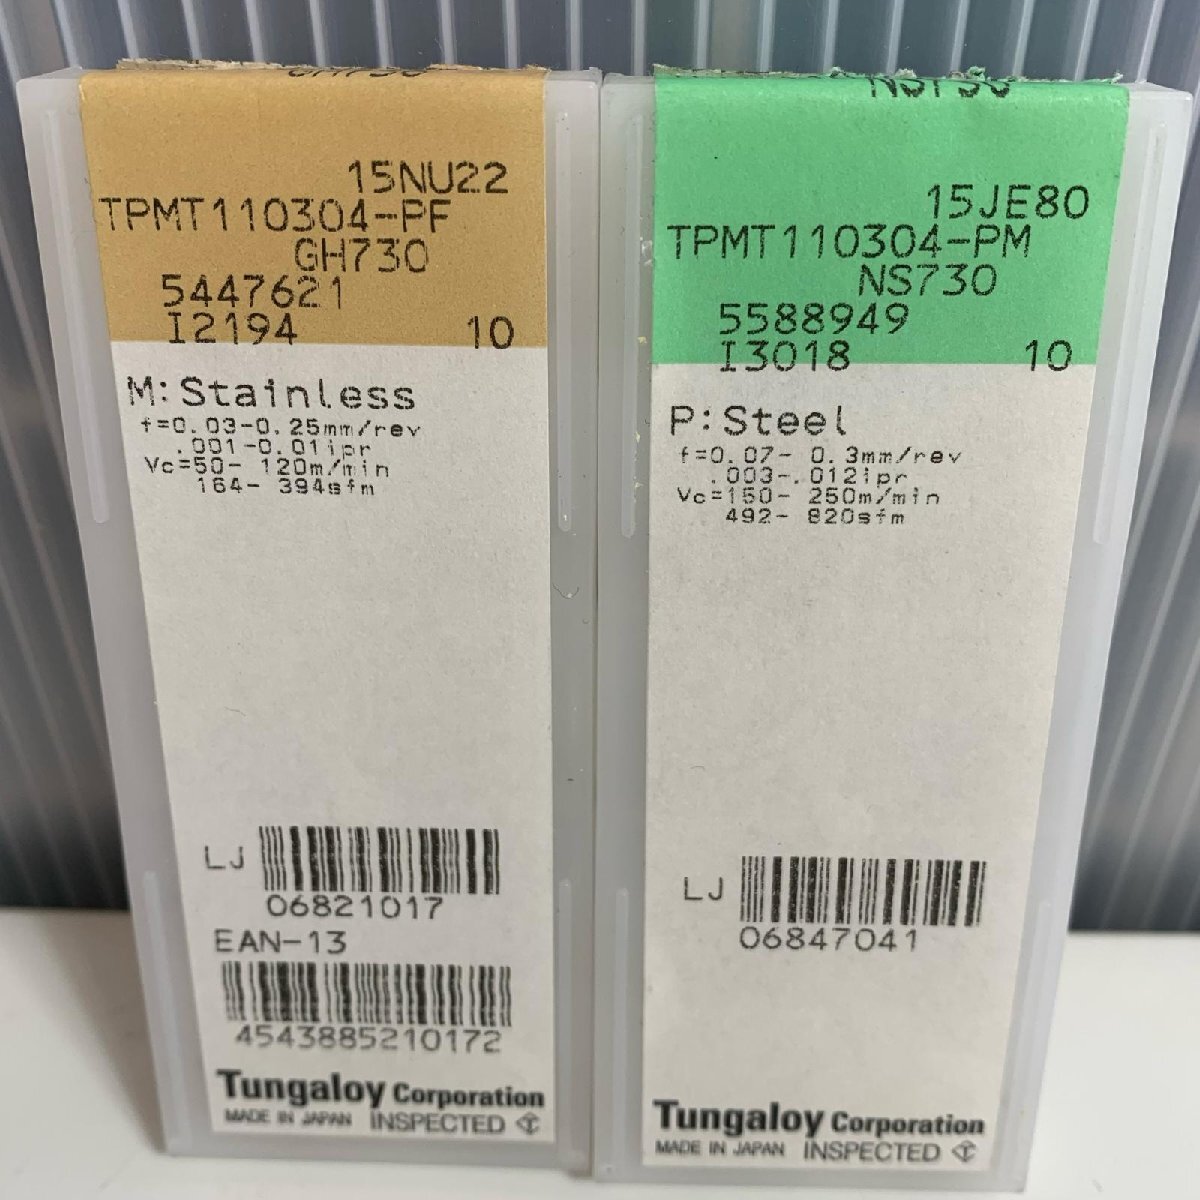 GH730
15NU22
TPMT110304-PF
GH730
5447621
I2194 10
M:Stainless
f=0.03-0.25mm/rev
.001-0.01ipr
Vc=50- 120m/min
164- 394sfm
LJ
06821017
EAN-13
4543885210172
Tungaloy Corporation
MADE IN JAPAN INSPECTED
NS730
15JE80
TPMT110304-PM
NS730
5588949
I3018 10
P:Steel
f=0.07- 0.3mm/rev
.003-.012ipr
Vc=150- 250m/min
492- 820sfm
LJ
06847041
Tungaloy Corporation
MADE IN JAPAN INSPECTED